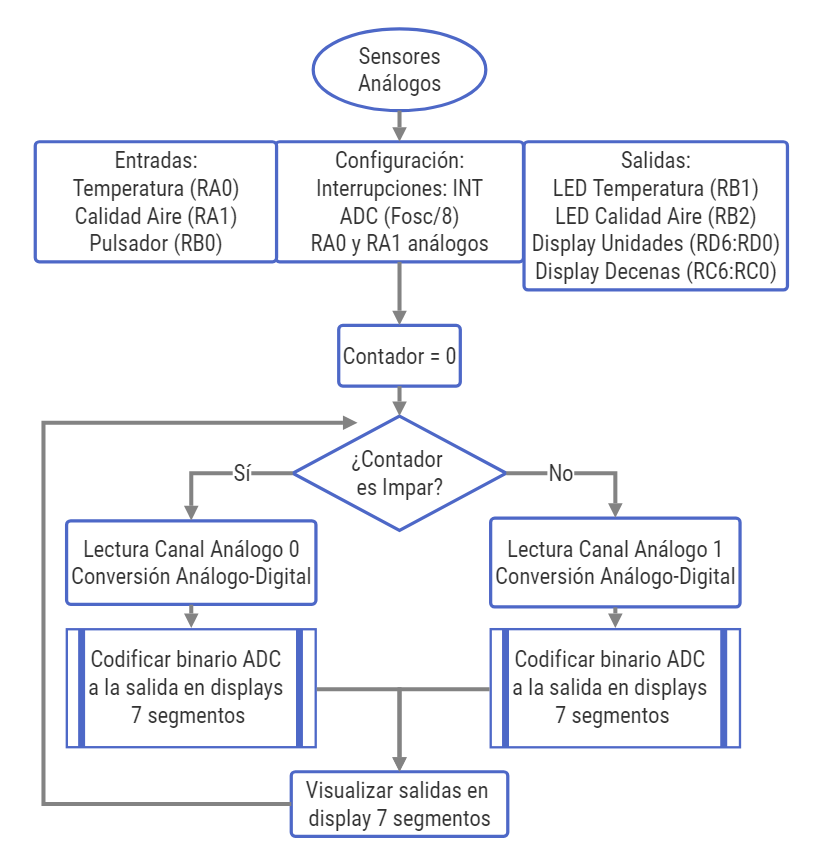 Sensores
Análogos
Entradas:
Temperatura (RA0)
Calidad Aire (RA1)
Pulsador (RB0)
Configuración:
Interrupciones: INT
ADC (Fosc/8)
RA0 y RA1 análogos
Salidas:
LED Temperatura (RB1)
LED Calidad Aire (RB2)
Display Unidades (RD6:RD0)
Display Decenas (RC6:RC0)
Contador = 0
¿Contador
es Impar?
Sí
No
Lectura Canal Análogo 0
Conversión Análogo-Digital
Lectura Canal Análogo 1
Conversión Análogo-Digital
Codificar binario ADC
a la salida en displays
7 segmentos
Codificar binario ADC
a la salida en displays
7 segmentos
Visualizar salidas en
display 7 segmentos